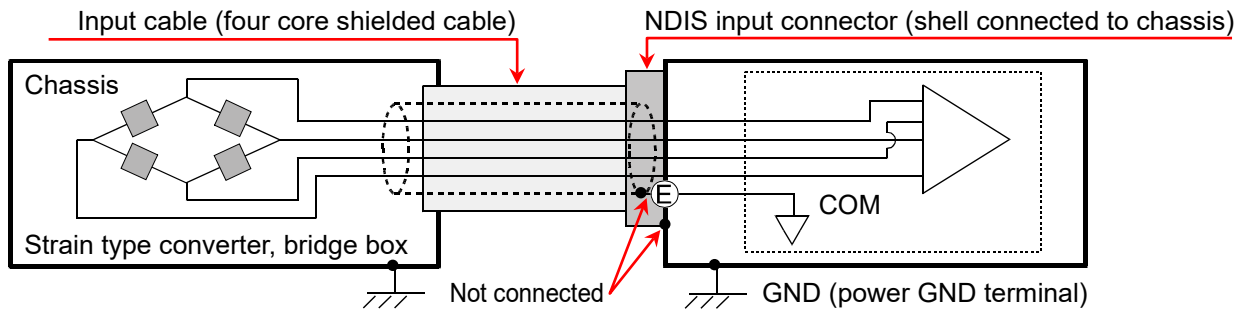 Input cable (four core shielded cable)
NDIS input connector (shell connected to chassis)
Chassis
E
COM
Strain type converter, bridge box
Not connected
GND (power GND terminal)